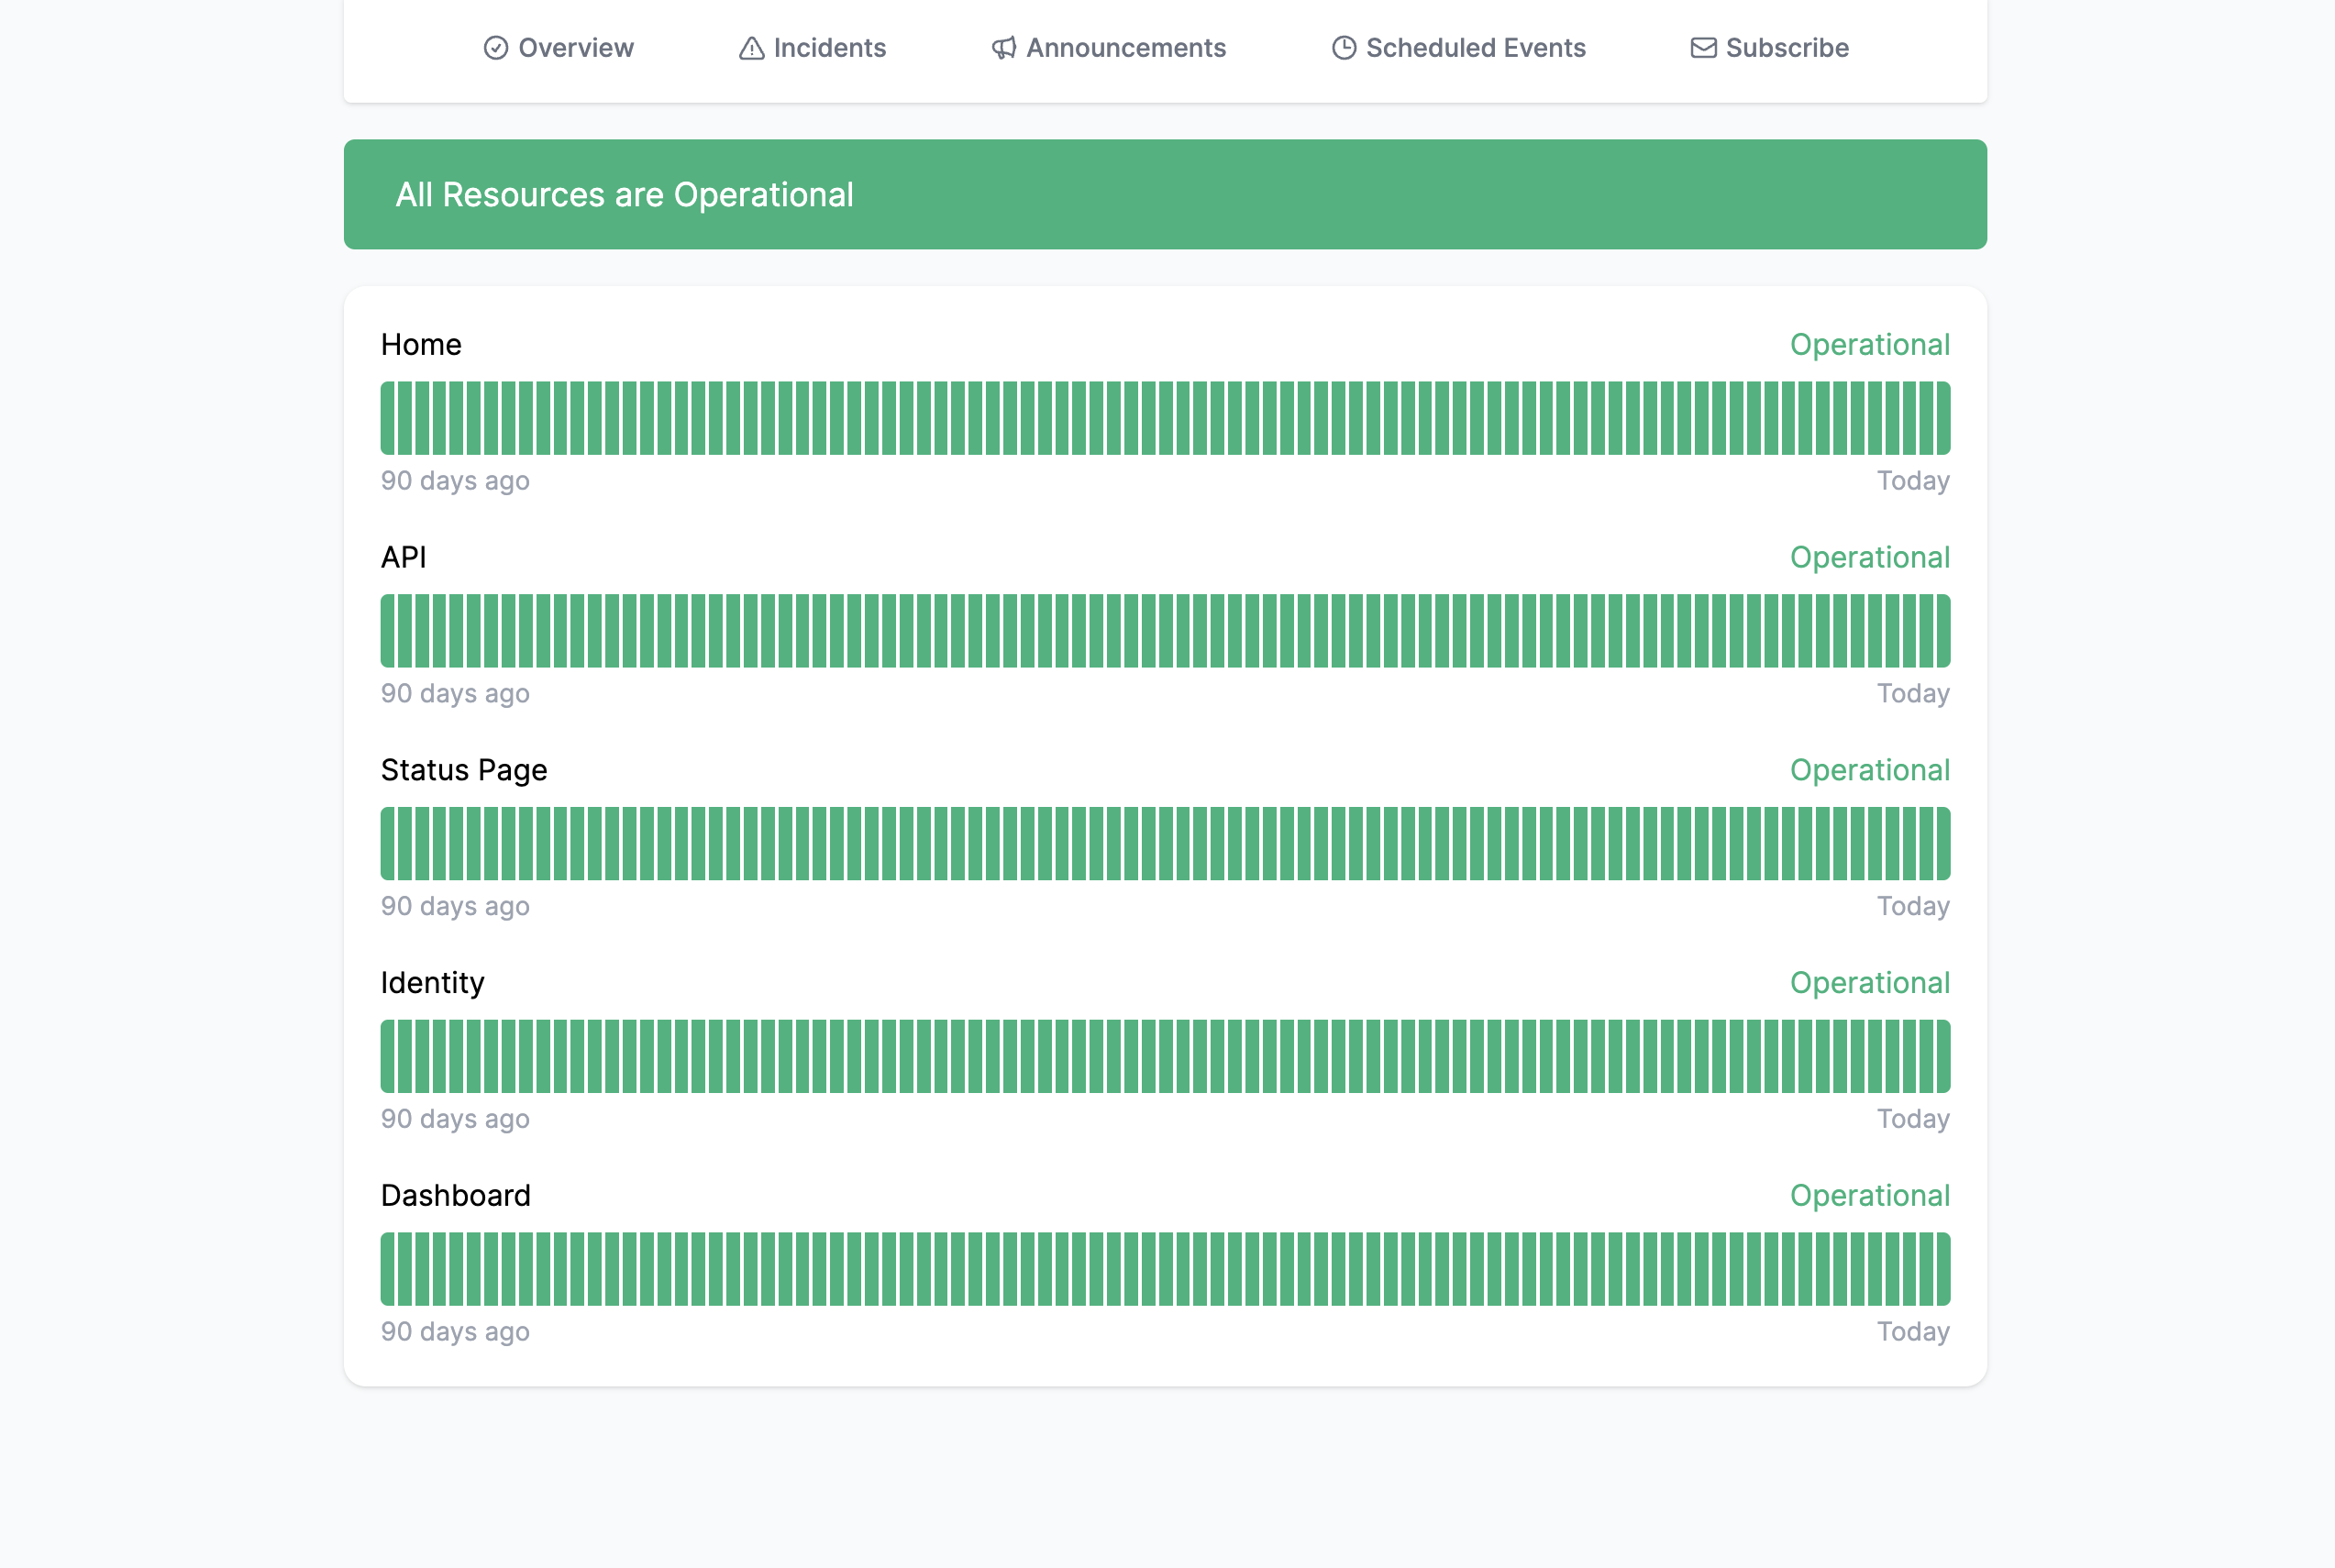 Overview Incidents Announcements Scheduled Events Subscribe
All Resources are Operational
Home Operational
90 days ago Today
API Operational
90 days ago Today
Status Page Operational
90 days ago Today
Identity Operational
90 days ago Today
Dashboard Operational
90 days ago Today